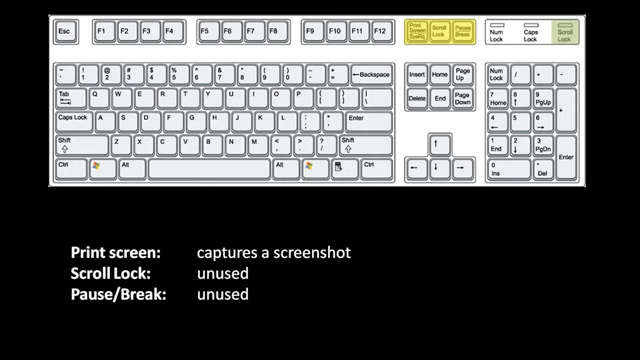 Esc F1 F2 F3 F4 F5 F6 F7 F8 F9 F10 F11 F12 Print Screen SysRq Scroll Lock Pause Break Num Lock Caps Lock Scroll Lock
~ ` ! 1 @ 2 # 3 $ 4 % 5 ^ 6 & 7 * 8 ( 9 ) 0 + = ←Backspace Insert Home Page Up Num Lock / * -
Tab Q W E R T Y U I O P { [ } ] | \ Delete End Page Down 7 Home 8 ↑ 9 PgUp +
Caps Lock A S D F G H J K L : ; Enter 4 ← 5 6 →
Shift Z X C V B N M < , > . ? / Shift ↑ 1 End 2 ↓ 3 PgDn Enter
Ctrl Alt Alt Ctrl ← ↓ → 0 Ins . Del
Print screen: captures a screenshot
Scroll Lock: unused
Pause/Break: unused